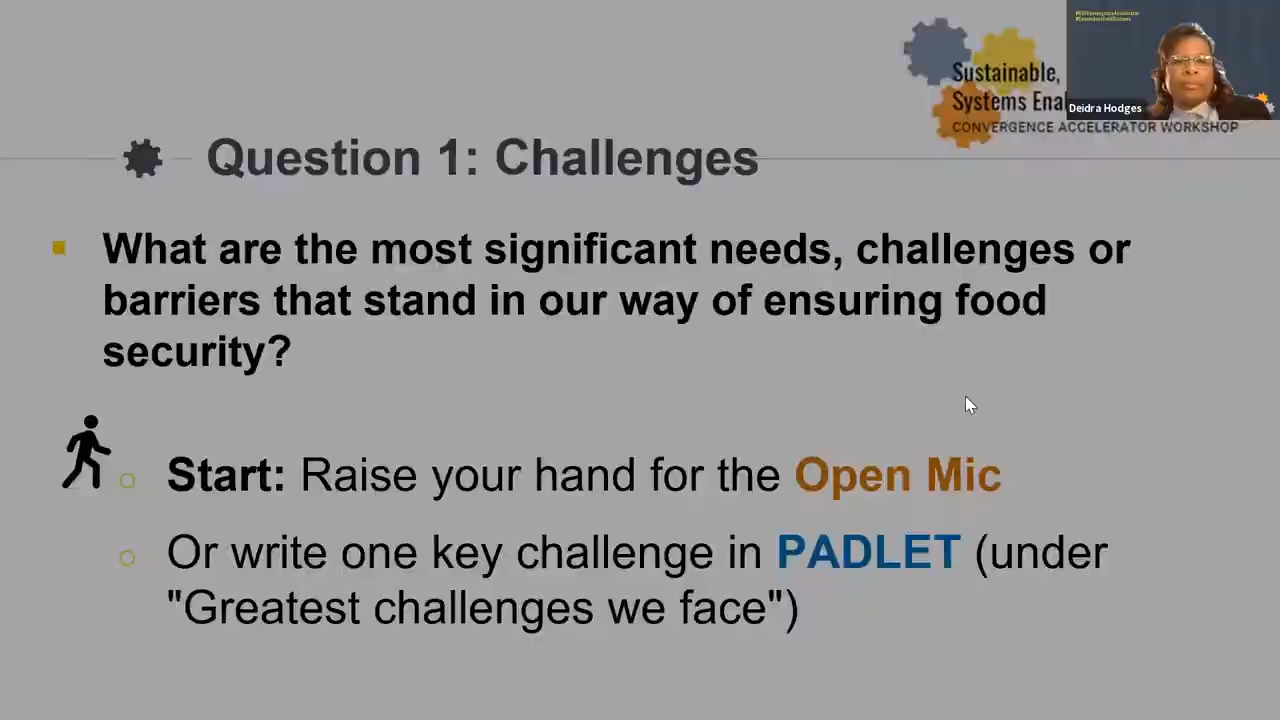 Sustainable,
Systems Ena
CONVERGENCE ACCELERATOR WORKSHOP
Deidra Hodges
Question 1: Challenges
What are the most significant needs, challenges or
barriers that stand in our way of ensuring food
security?
Start: Raise your hand for the Open Mic
Or write one key challenge in PADLET (under
"Greatest challenges we face")